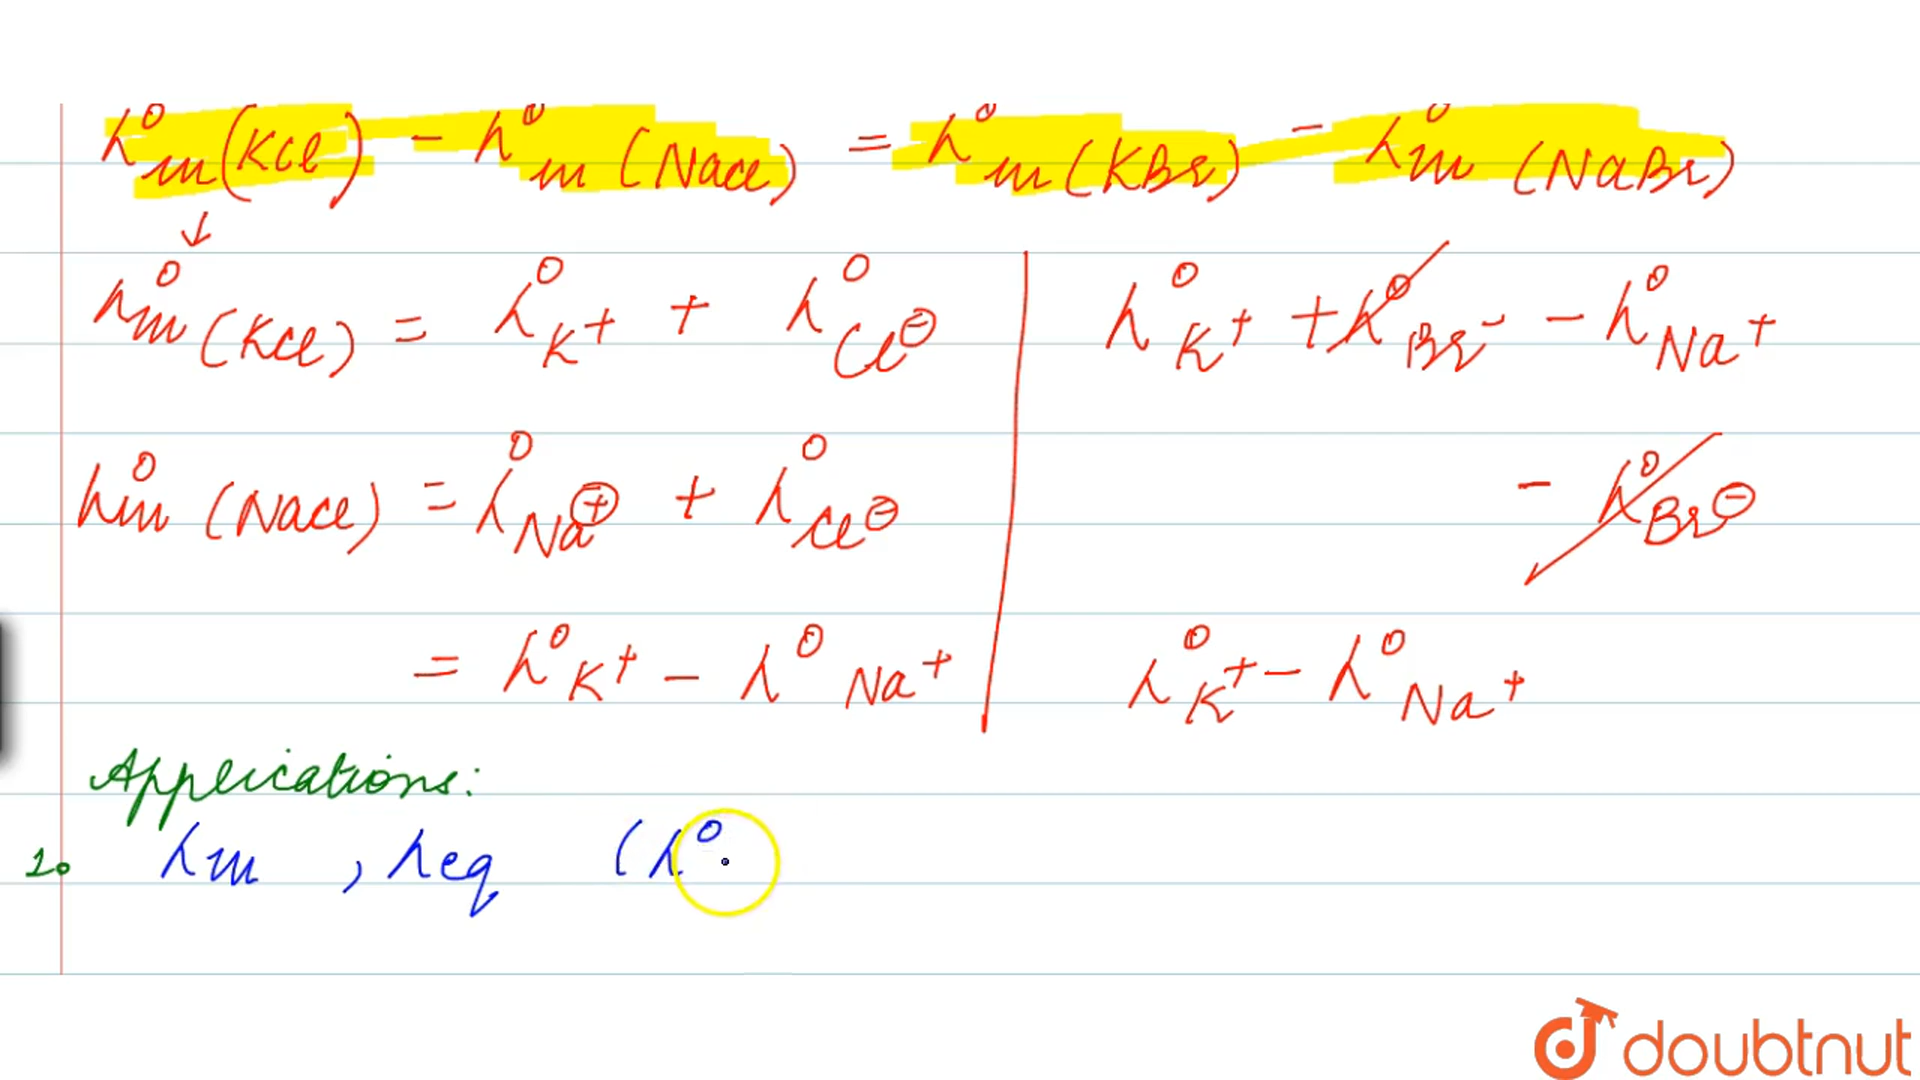 λ°m(KCl) - λ°m(NaCl) = λ°m(KBr) - λ°m(NaBr)
↓
λ°m(KCl) = λ°K+ + λ°Cl⊖
λ°m(NaCl) = λ°Na⊕ + λ°Cl⊖
= λ°K+ - λ°Na+
λ°K+ + λ°Br- - λ°Na+
- λ°Br⊖
λ°K+ - λ°Na+
Applications:
1. λm , λeq (λ°
doubtnut